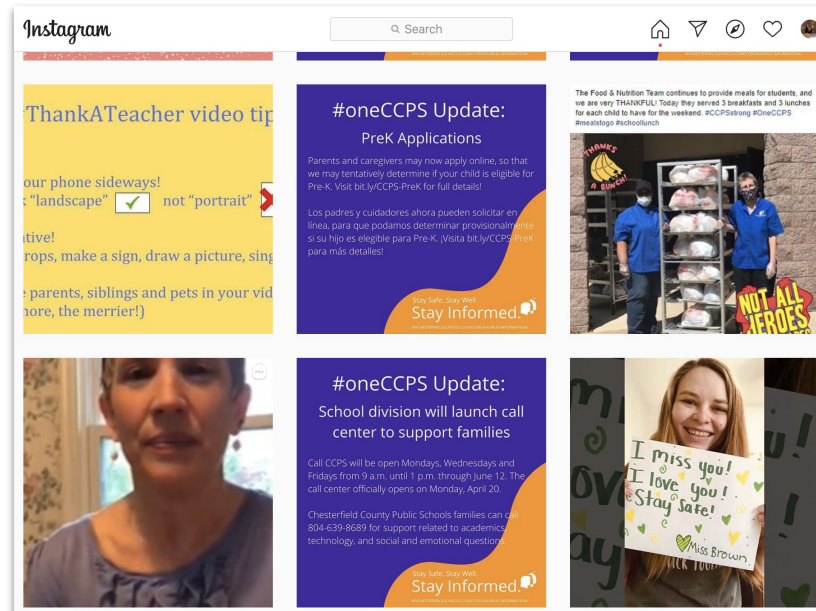 Instagram
Search
#ThankATeacher video tip
our phone sideways!
"landscape" not "portrait"
ative!
rops, make a sign, draw a picture, sing
parents, siblings and pets in your vid
more, the merrier!)
#oneCCPS Update:
PreK Applications
Parents and caregivers may now apply online, so that
we may tentatively determine if your child is eligible for
Pre-K. Visit bit.ly/CCPS-PreK for full details!
Los padres y cuidadores ahora pueden solicitar en
línea, para que podamos determinar provisionalmente
si su hijo es elegible para Pre-K. ¡Visita bit.ly/CCPS-PreK
para más detalles!
Stay Safe. Stay Well.
Stay Informed.
The Food & Nutrition Team continues to provide meals for students, and
we are very THANKFUL! Today they served 3 breakfasts and 3 lunches
for each child to have for the weekend. #CCPSstrong #OneCCPS
#mealstogo #schoollunch
THANKS
A BUNCH!
NOT ALL
HEROES
#oneCCPS Update:
School division will launch call
center to support families
Call CCPS will be open Mondays, Wednesdays and
Fridays from 9 a.m. until 1 p.m. through June 12. The
call center officially opens on Monday, April 20.
Chesterfield County Public Schools families can call
804-639-8689 for support related to academics,
technology, and social and emotional questions.
Stay Safe. Stay Well.
Stay Informed.
I miss you!
I love you!
Stay Safe!
Miss Brown